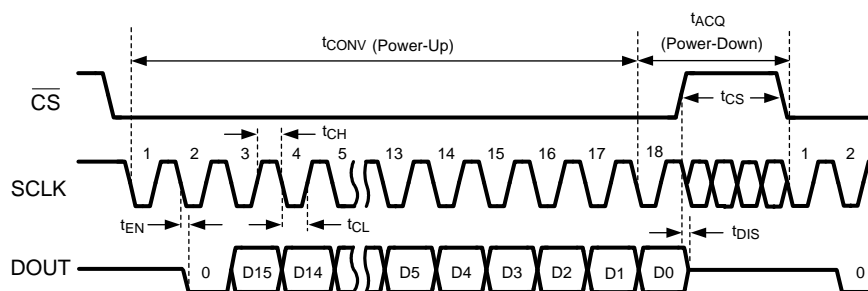 tACQ
tCONV (Power-Up)
(Power-Down)
CS
tCS
tCH
1 2 3 4 5 13 14 15 16 17 18 1 2
SCLK
tEN
tCL
tDIS
DOUT
0 D15 D14 D5 D4 D3 D2 D1 D0 0